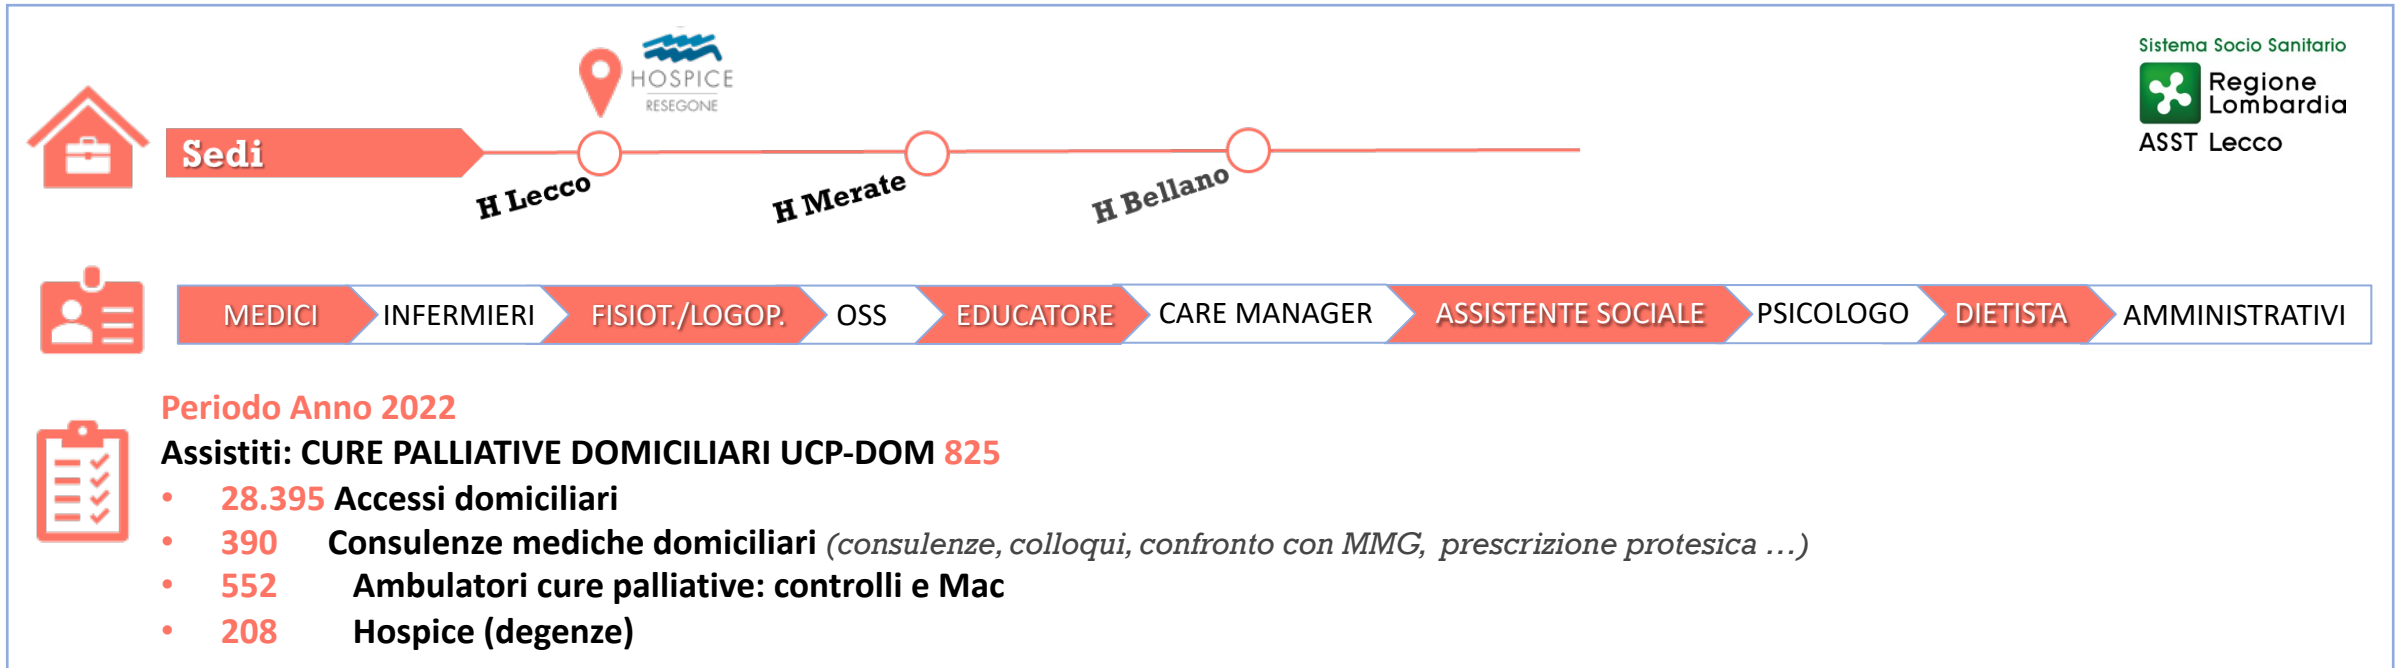 HOSPICE
RESEGONE
Sistema Socio Sanitario
Regione
Lombardia
ASST Lecco
Sedi
H Lecco
H Merate
H Bellano
MEDICI INFERMIERI FISIOT./LOGOP. OSS EDUCATORE CARE MANAGER ASSISTENTE SOCIALE PSICOLOGO DIETISTA AMMINISTRATIVI
Periodo Anno 2022
Assistiti: CURE PALLIATIVE DOMICILIARI UCP-DOM 825
• 28.395 Accessi domiciliari
• 390 Consulenze mediche domiciliari (consulenze, colloqui, confronto con MMG, prescrizione protesica ...)
• 552 Ambulatori cure palliative: controlli e Mac
• 208 Hospice (degenze)